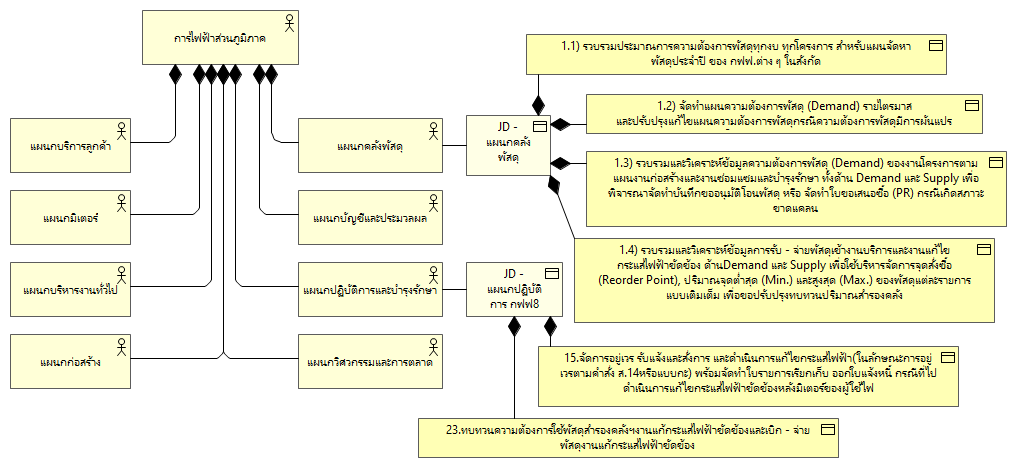 การไฟฟ้าส่วนภูมิภาค
แผนกบริการลูกค้า
แผนกมิเตอร์
แผนกบริหารงานทั่วไป
แผนกก่อสร้าง
แผนกคลังพัสดุ
แผนกบัญชีและประมวลผล
แผนกปฏิบัติการและบำรุงรักษา
แผนกวิศวกรรมและการตลาด
JD -
แผนกคลัง
พัสดุ
1.1) รวบรวมประมาณการความต้องการพัสดุทุกงบ ทุกโครงการ สำหรับแผนจัดหา
พัสดุประจำปี ของ กฟฟ.ต่าง ๆ ในสังกัด
1.2) จัดทำแผนความต้องการพัสดุ (Demand) รายไตรมาส
และปรับปรุงแก้ไขแผนความต้องการพัสดุกรณีความต้องการพัสดุมีการผันแปร
1.3) รวบรวมและวิเคราะห์ข้อมูลความต้องการพัสดุ (Demand) ของงานโครงการตาม
แผนงานก่อสร้างและงานซ่อมแซมและบำรุงรักษา ทั้งด้าน Demand และ Supply เพื่อ
พิจารณาจัดทำบันทึกขออนุมัติโอนพัสดุ หรือ จัดทำใบขอเสนอซื้อ (PR) กรณีเกิดสภาวะ
ขาดแคลน
1.4) รวบรวมและวิเคราะห์ข้อมูลการรับ - จ่ายพัสดุเข้างานบริการและงานแก้ไข
กระแสไฟฟ้าขัดข้อง ด้านDemand และ Supply เพื่อใช้บริหารจัดการจุดสั่งซื้อ
(Reorder Point), ปริมาณจุดต่ำสุด (Min.) และสูงสุด (Max.) ของพัสดุแต่ละรายการ
แบบเติมเต็ม เพื่อขอปรับปรุงทบทวนปริมาณสำรองคลัง
JD -
แผนกปฏิบัติ
การ กฟฟ8
15.จัดการอยู่เวร รับแจ้งและสั่งการ และดำเนินการแก้ไขกระแสไฟฟ้า(ในลักษณะการอยู่
เวรตามคำสั่ง ส.14หรือแบบกะ) พร้อมจัดทำใบรายการเรียกเก็บ ออกใบแจ้งหนี้ กรณีที่ไป
ดำเนินการแก้ไขกระแสไฟฟ้าขัดข้องหลังมิเตอร์ของผู้ใช้ไฟ
23.ทบทวนความต้องการใช้พัสดุสำรองคลังฯงานแก้กระแสไฟฟ้าขัดข้องและเบิก - จ่าย
พัสดุงานแก้กระแสไฟฟ้าขัดข้อง